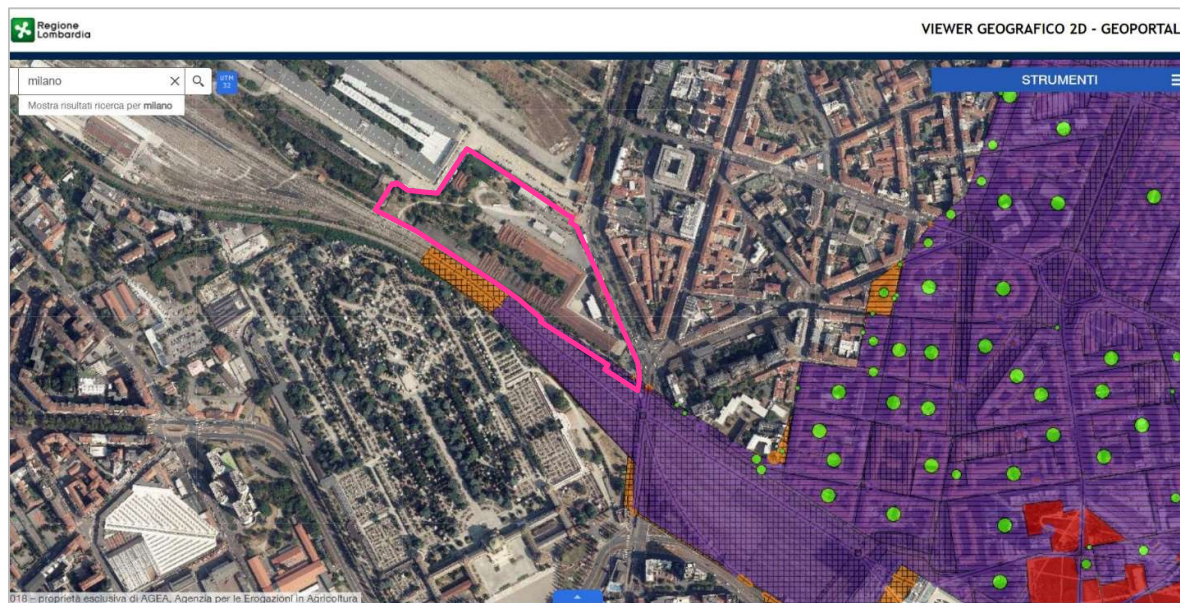 Regione
Lombardia
VIEWER GEOGRAFICO 2D - GEOPORTAL
milano
UTM
32
Mostra risultati ricerca per milano
STRUMENTI
018 – proprietà esclusiva di AGEA, Agenzia per le Erogazioni in Agricoltura